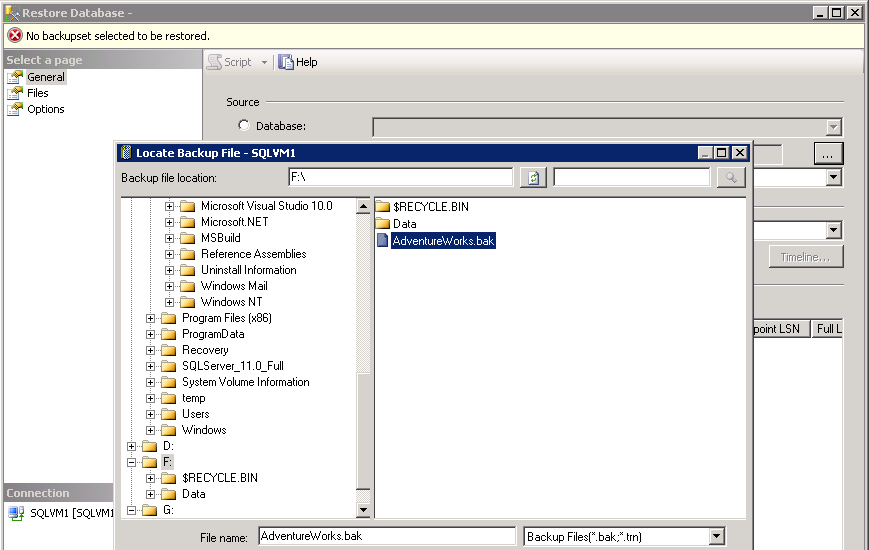 Restore Database -
No backupset selected to be restored.
Select a page
General
Files
Options
Script
Help
Source
Database:
...
Timeline...
point LSN
Full L
Locate Backup File - SQLVM1
Backup file location:
F:\
Microsoft Visual Studio 10.0
Microsoft.NET
MSBuild
Reference Assemblies
Uninstall Information
Windows Mail
Windows NT
Program Files (x86)
ProgramData
Recovery
SQLServer_11.0_Full
System Volume Information
temp
Users
Windows
D:
F:
$RECYCLE.BIN
Data
G:
$RECYCLE.BIN
Data
AdventureWorks.bak
File name:
AdventureWorks.bak
Backup Files(*.bak;*.trn)
Connection
SQLVM1 [SQLVM1